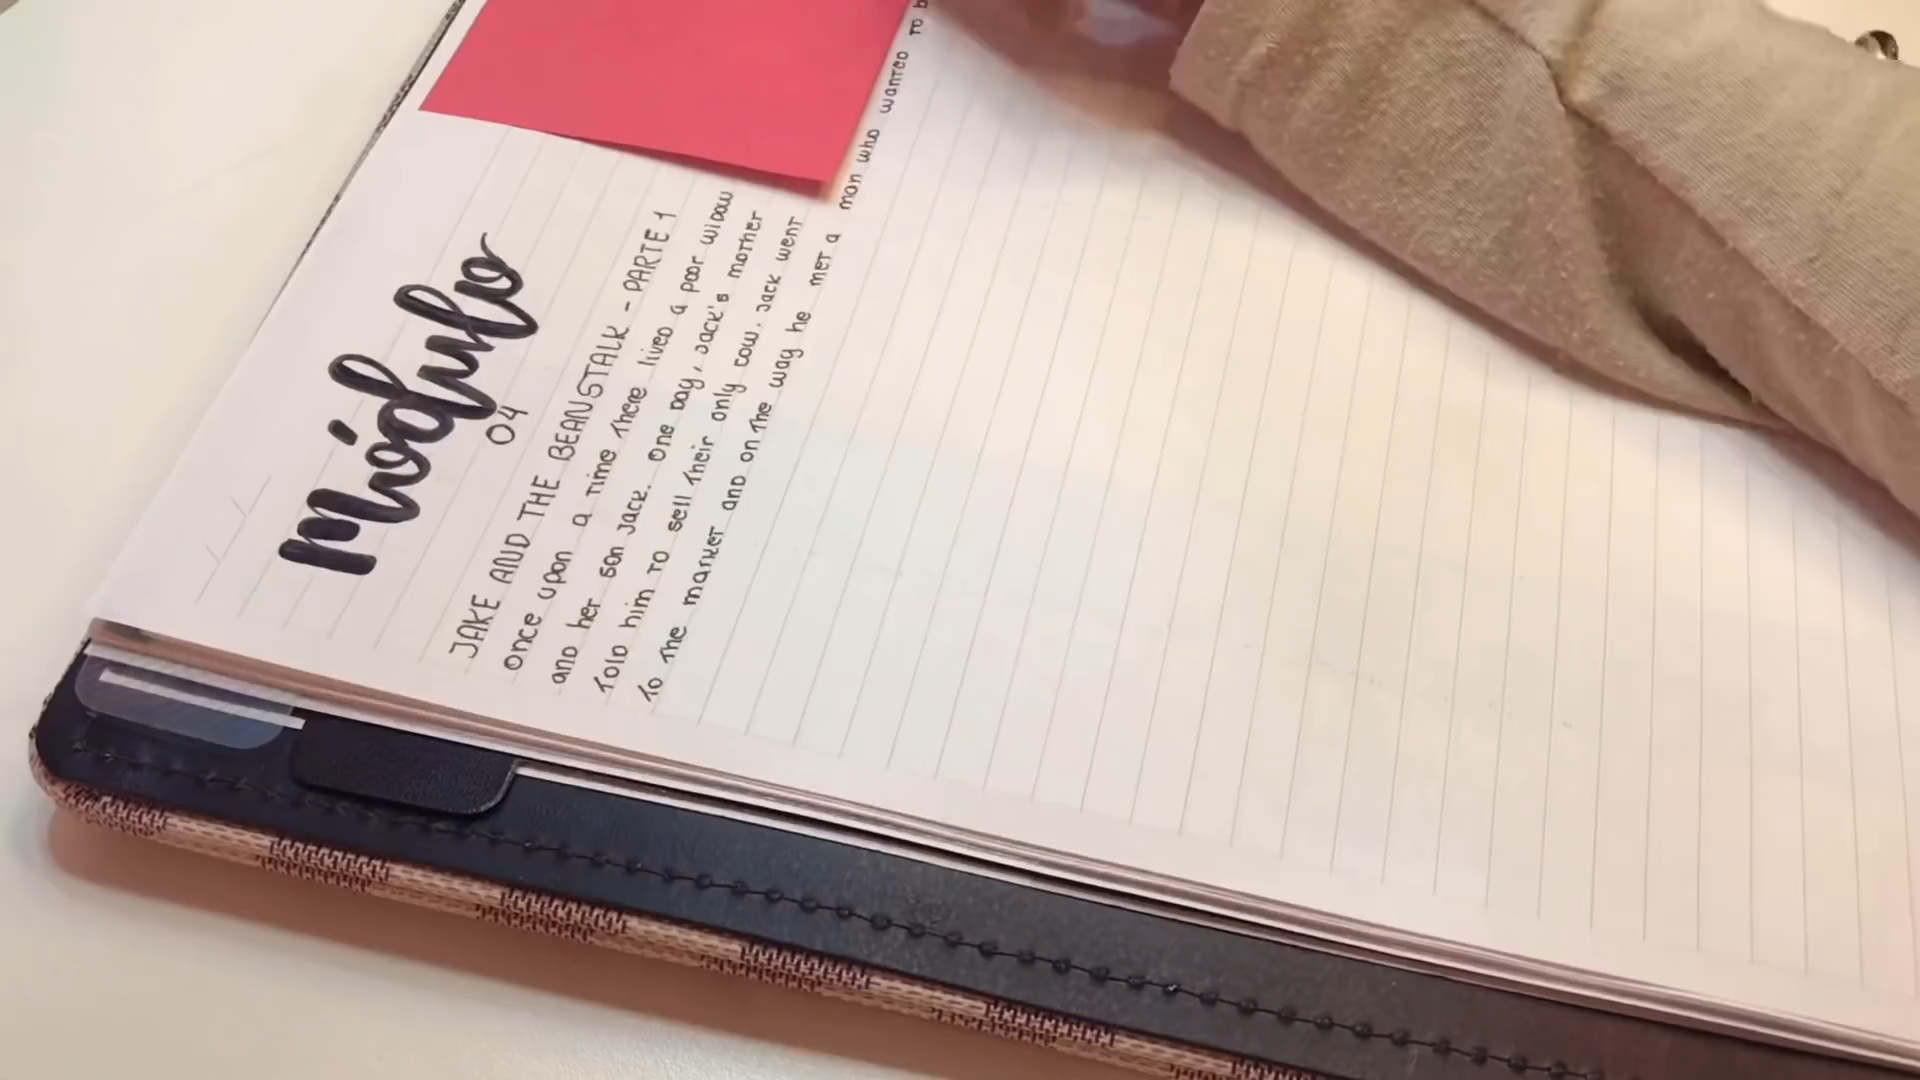 módulo
04
JAKE AND THE BEANSTALK - PARTE 1
once upon a time there lived a poor widow
and her son Jack. one day, Jack's mother
told him to sell their only cow. Jack went
to the market and on the way he met a man who wanted to